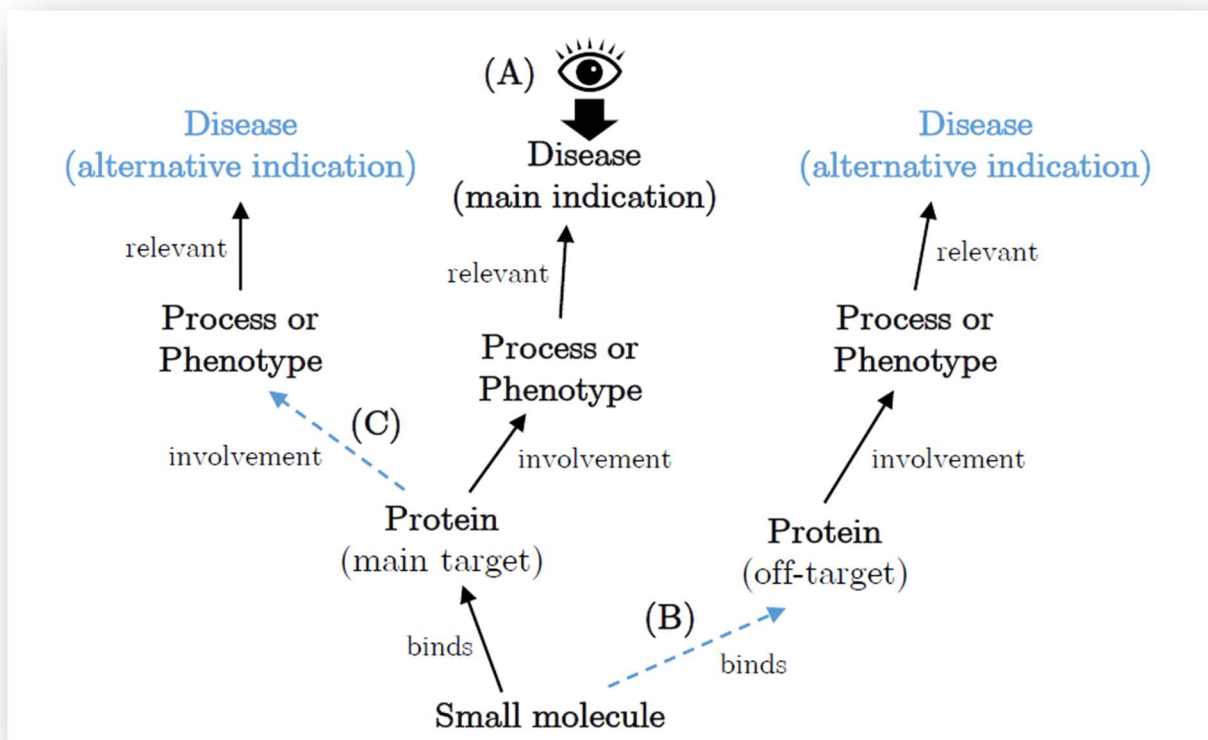 (A)
Disease
(alternative indication)
Disease
(main indication)
Disease
(alternative indication)
relevant
relevant
relevant
Process or
Phenotype
Process or
Phenotype
Process or
Phenotype
(C)
involvement
involvement
involvement
Protein
(main target)
Protein
(off-target)
(B)
binds
binds
Small molecule